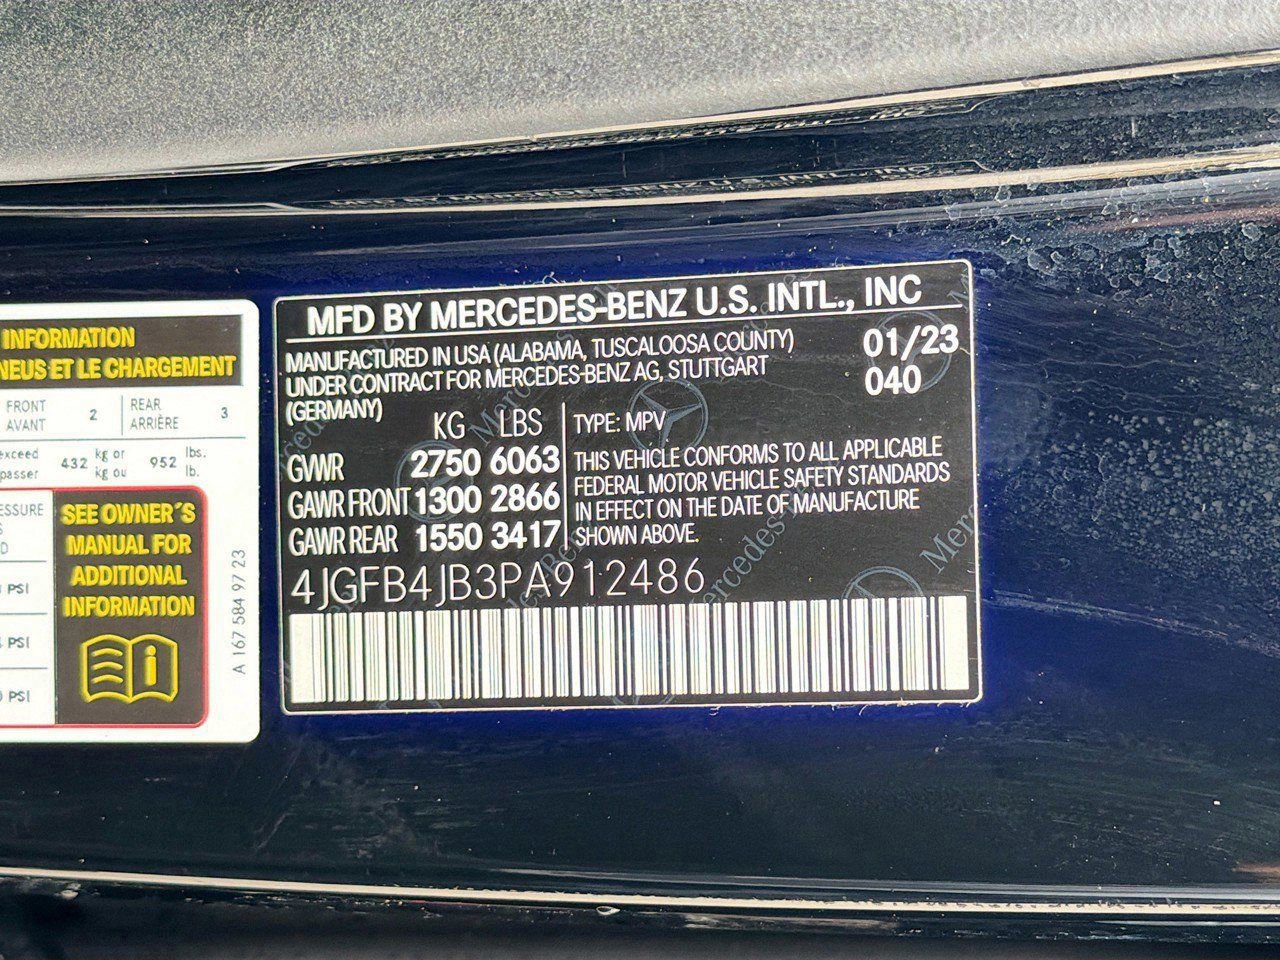 INFORMATION
NEUS ET LE CHARGEMENT
FRONT
AVANT
2
REAR
ARRIÈRE
3
exceed
passer
432
kg or
kg ou
952
lbs.
lb.
SEE OWNER'S
MANUAL FOR
ADDITIONAL
INFORMATION
PSI
PSI
PSI
A 167 584 97 23
MFD BY MERCEDES-BENZ U.S. INTL., INC
MANUFACTURED IN USA (ALABAMA, TUSCALOOSA COUNTY)
UNDER CONTRACT FOR MERCEDES-BENZ AG, STUTTGART
(GERMANY)
01/23
040
KG LBS
GVWR 2750 6063
GAWR FRONT 1300 2866
GAWR REAR 1550 3417
TYPE: MPV
THIS VEHICLE CONFORMS TO ALL APPLICABLE
FEDERAL MOTOR VEHICLE SAFETY STANDARDS
IN EFFECT ON THE DATE OF MANUFACTURE
SHOWN ABOVE.
4JGFB4JB3PA912486